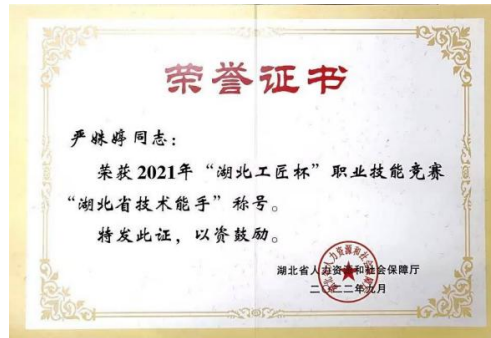 荣誉证书
严姝婷同志：
荣获2021年“湖北工匠杯”职业技能竞赛
“湖北省技术能手”称号。
特发此证，以资鼓励。
湖北省人力资源和社会保障厅
二〇二二年九月